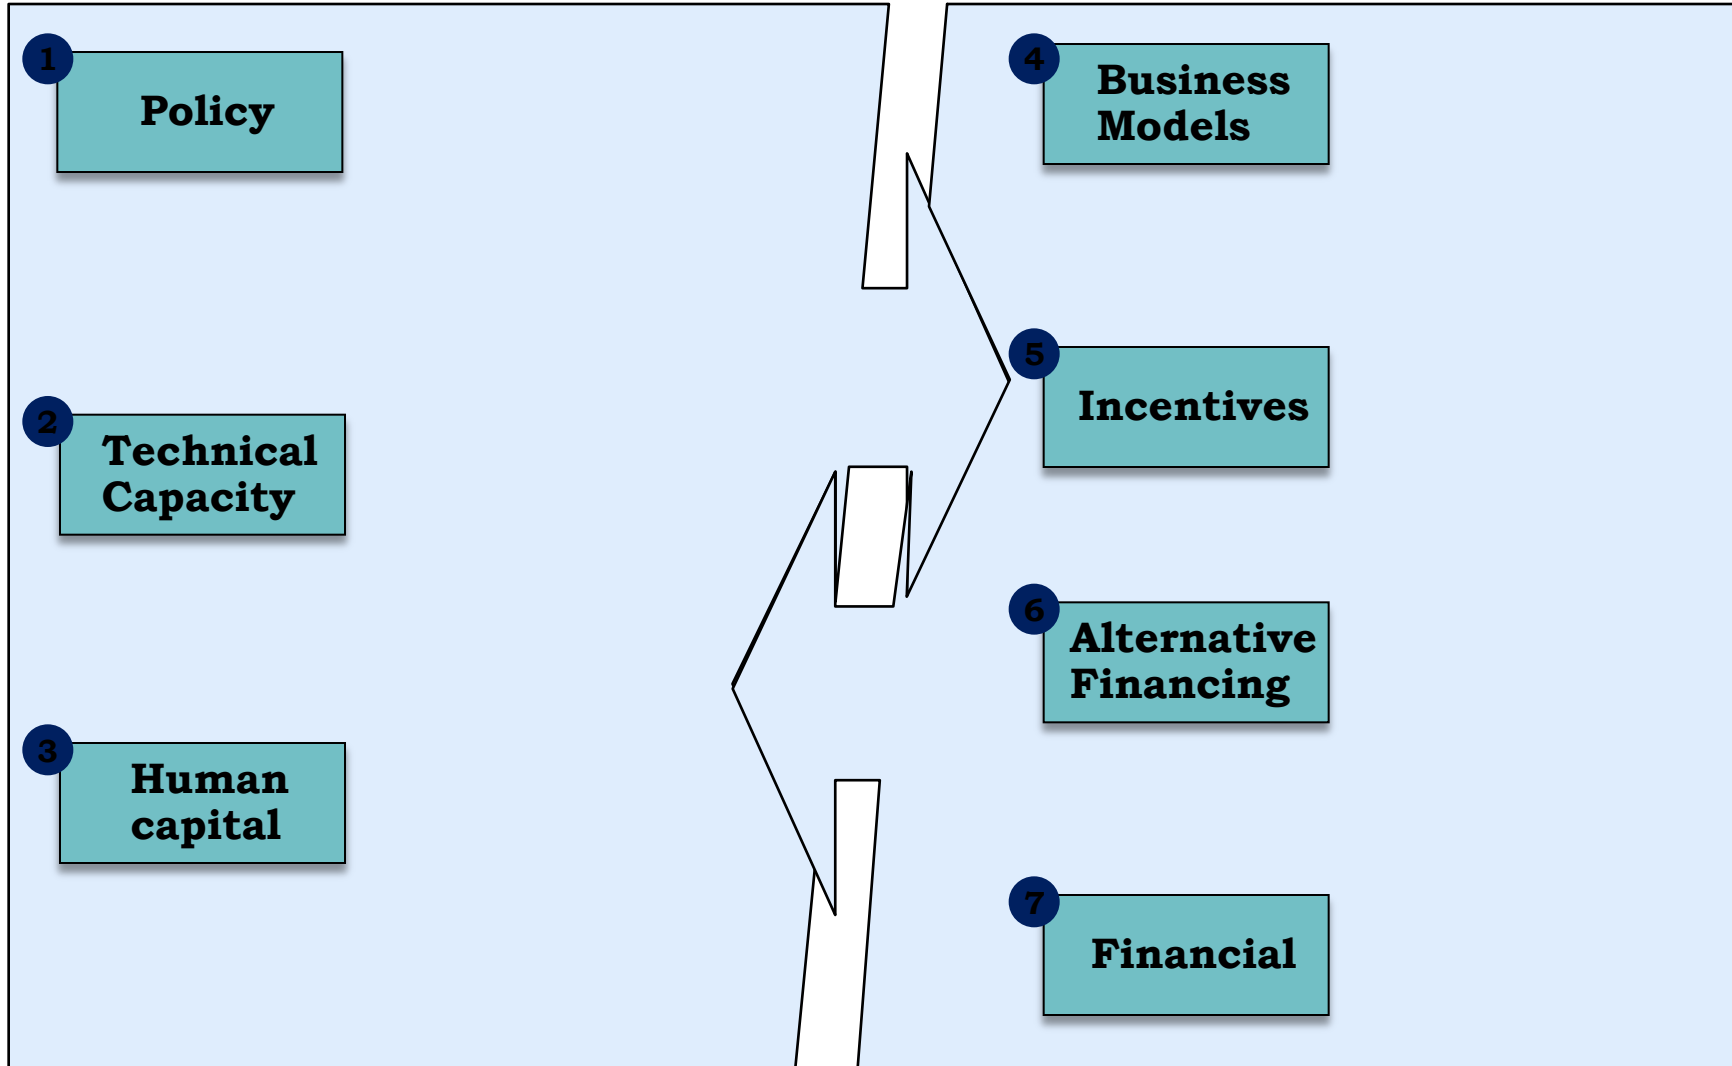 1
Policy
2
Technical
Capacity
3
Human
capital
4
Business
Models
5
Incentives
6
Alternative
Financing
7
Financial